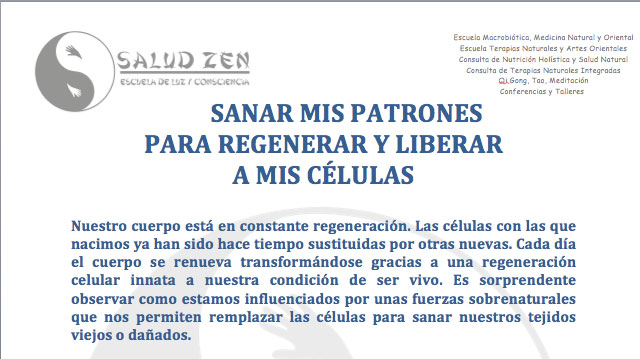 SALUD ZEN
ESCUELA DE LUZ Y CONSCIENCIA
Escuela Macrobiótica, Medicina Natural y Oriental
Escuela Terapias Naturales y Artes Orientales
Consulta de Nutrición Holística y Salud Natural
Consulta de Terapias Naturales Integradas
Qi Gong, Tao, Meditación
Conferencias y Talleres
SANAR MIS PATRONES
PARA REGENERAR Y LIBERAR
A MIS CÉLULAS
Nuestro cuerpo está en constante regeneración. Las células con las que
nacimos ya han sido hace tiempo sustituidas por otras nuevas. Cada día
el cuerpo se renueva transformándose gracias a una regeneración
celular innata a nuestra condición de ser vivo. Es sorprendente
observar como estamos influenciados por unas fuerzas sobrenaturales
que nos permiten remplazar las células para sanar nuestros tejidos
viejos o dañados.